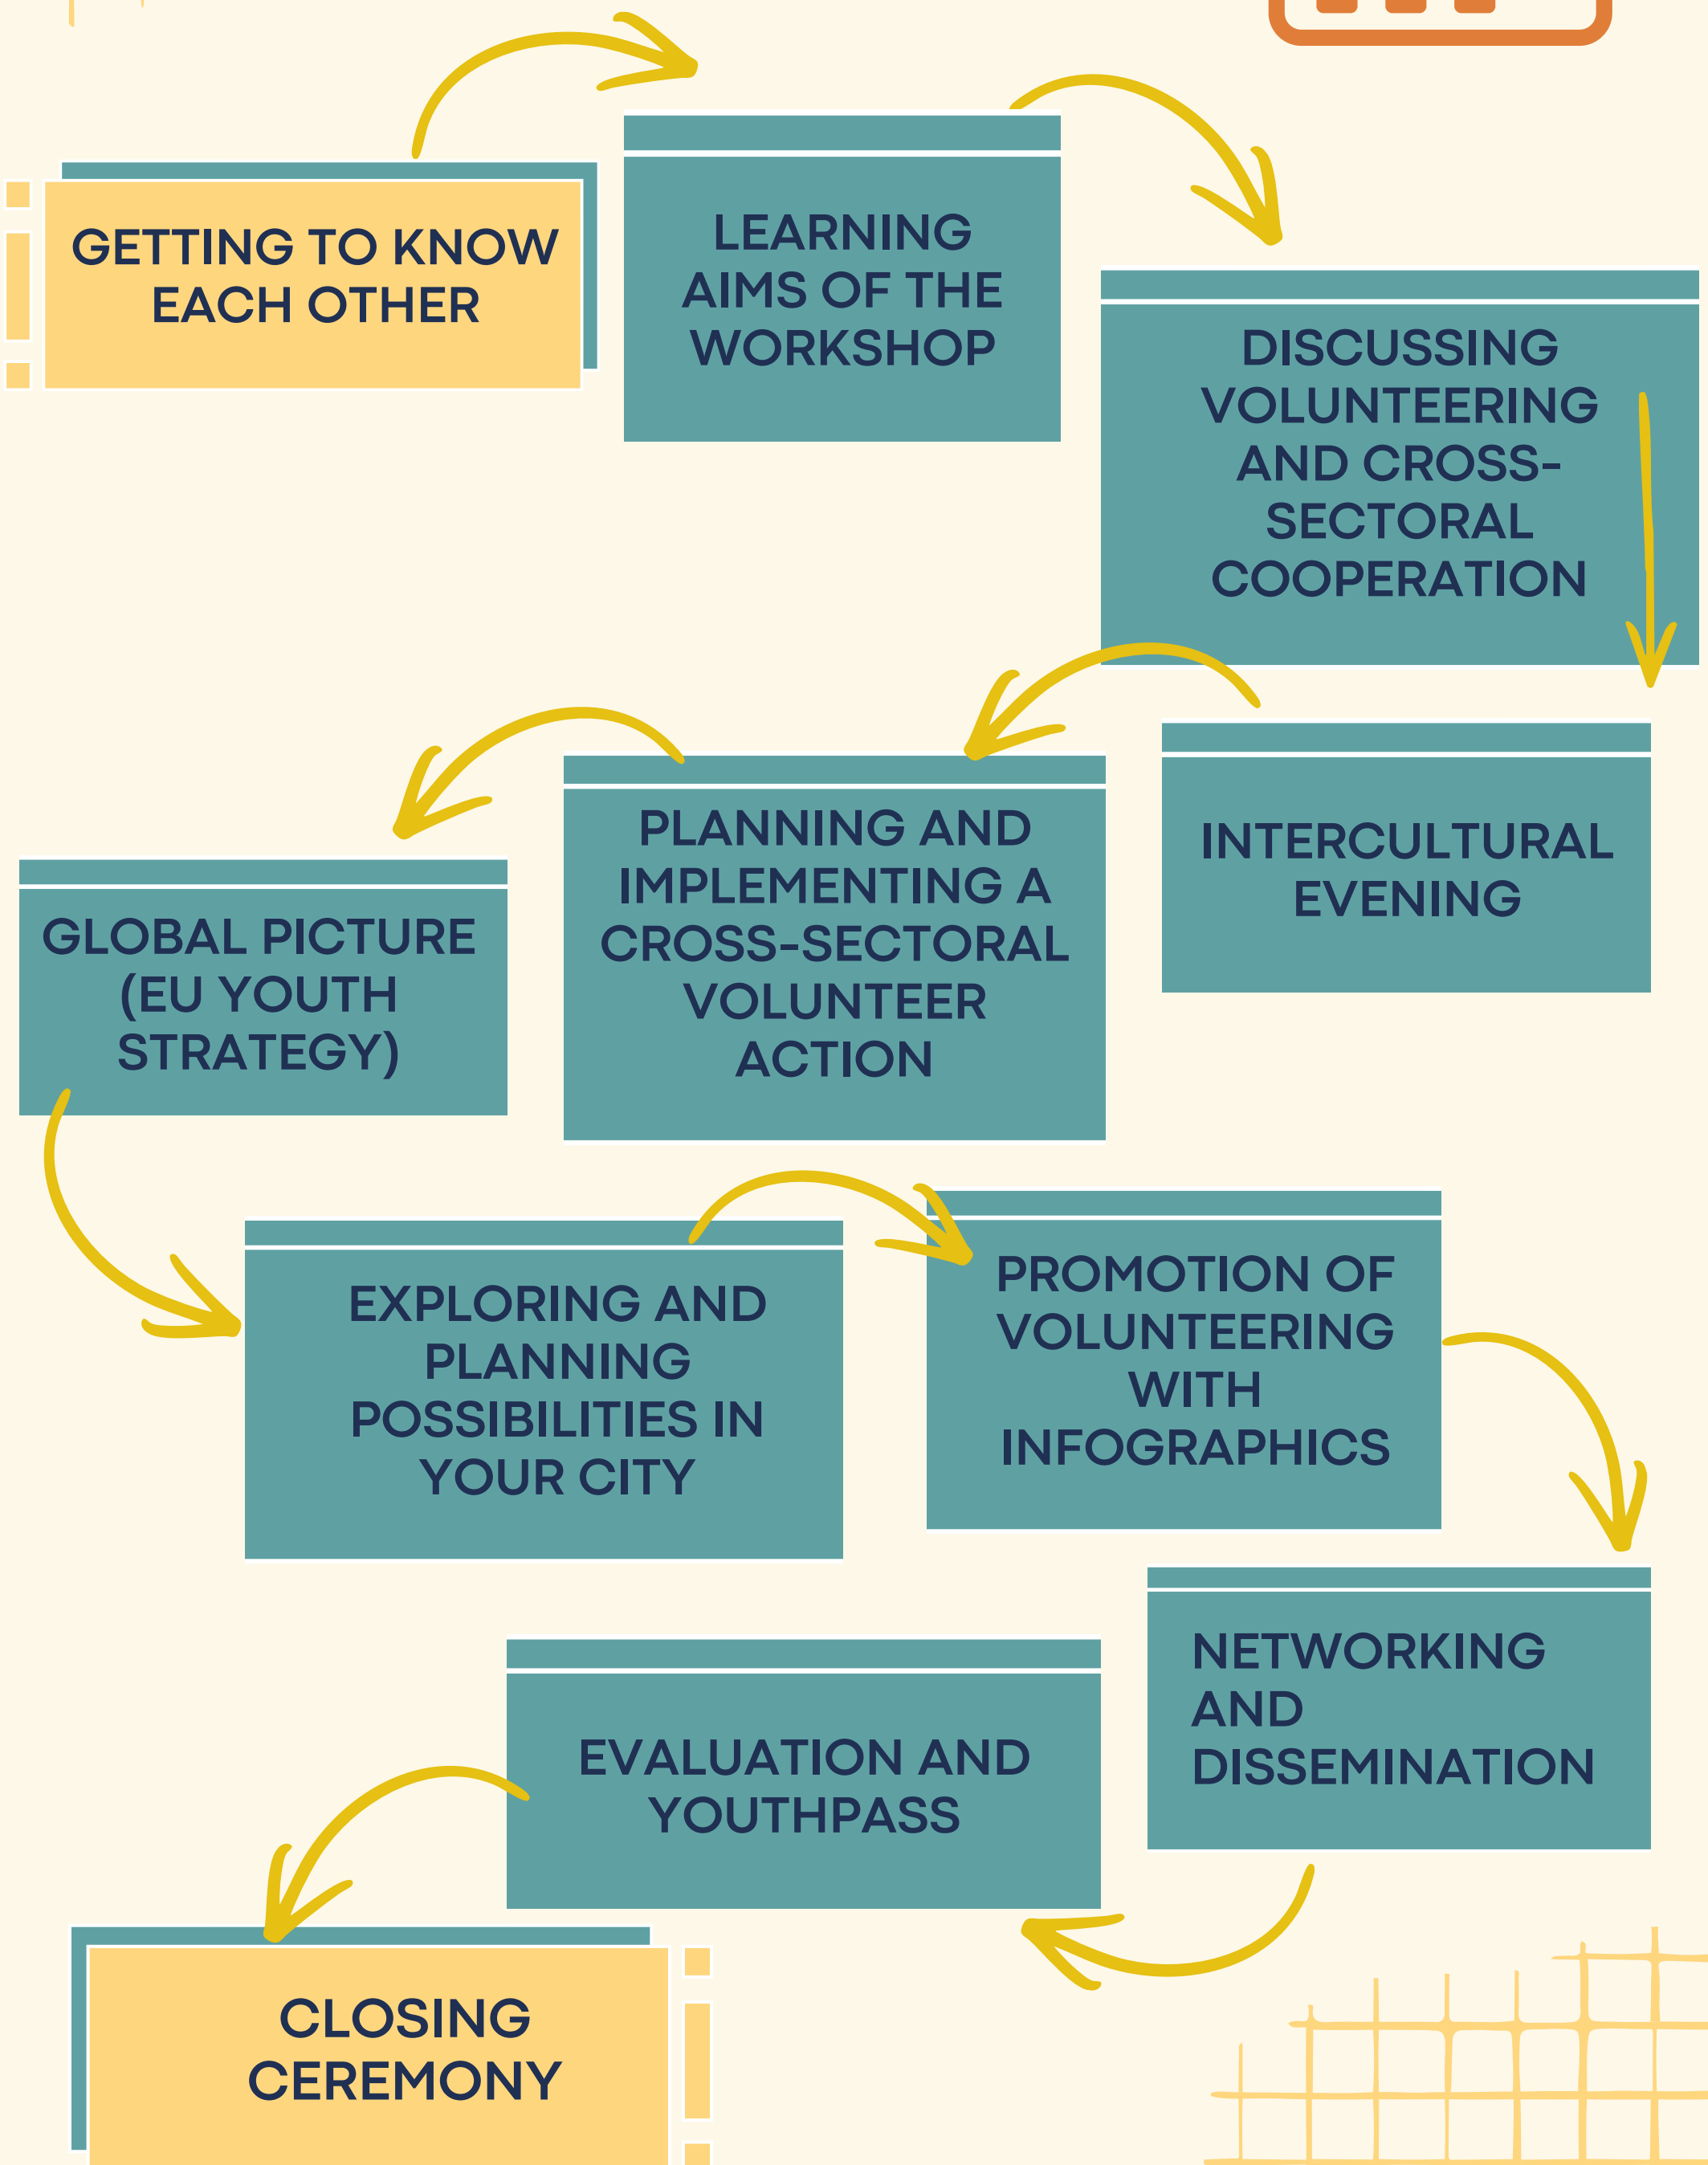 GETTING TO KNOW
EACH OTHER
LEARNING
AIMS OF THE
WORKSHOP
DISCUSSING
VOLUNTEERING
AND CROSS-
SECTORAL
COOPERATION
INTERCULTURAL
EVENING
PLANNING AND
IMPLEMENTING A
CROSS-SECTORAL
VOLUNTEER
ACTION
GLOBAL PICTURE
(EU YOUTH
STRATEGY)
EXPLORING AND
PLANNING
POSSIBILITIES IN
YOUR CITY
PROMOTION OF
VOLUNTEERING
WITH
INFOGRAPHICS
NETWORKING
AND
DISSEMINATION
EVALUATION AND
YOUTHPASS
CLOSING
CEREMONY